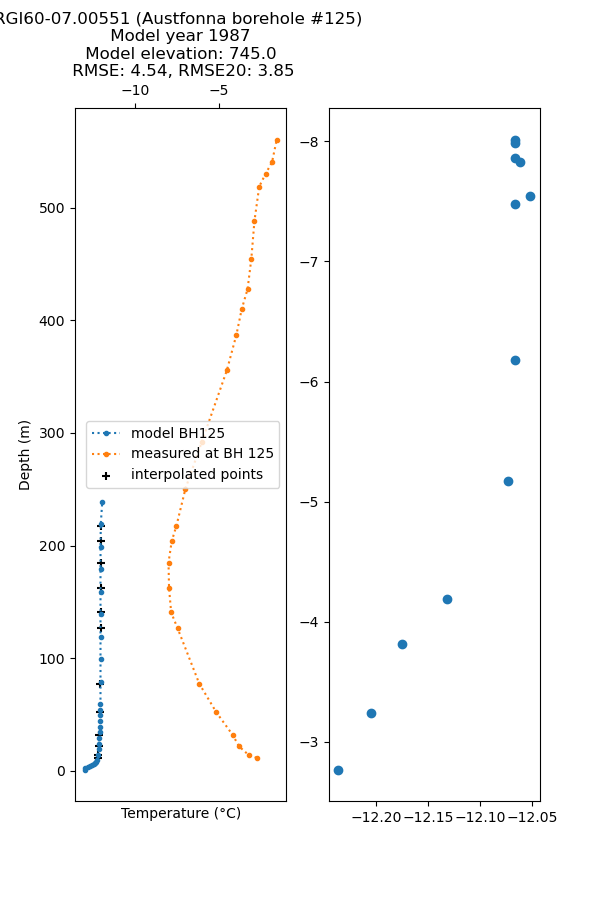 RGI60-07.00551 (Austfonna borehole #125)
Model year 1987
Model elevation: 745.0
RMSE: 4.54, RMSE20: 3.85
−10 −5
500
400
300
200
100
0
Depth (m)
model BH125
measured at BH 125
interpolated points
Temperature (°C)
−8
−7
−6
−5
−4
−3
−12.20 −12.15 −12.10 −12.05